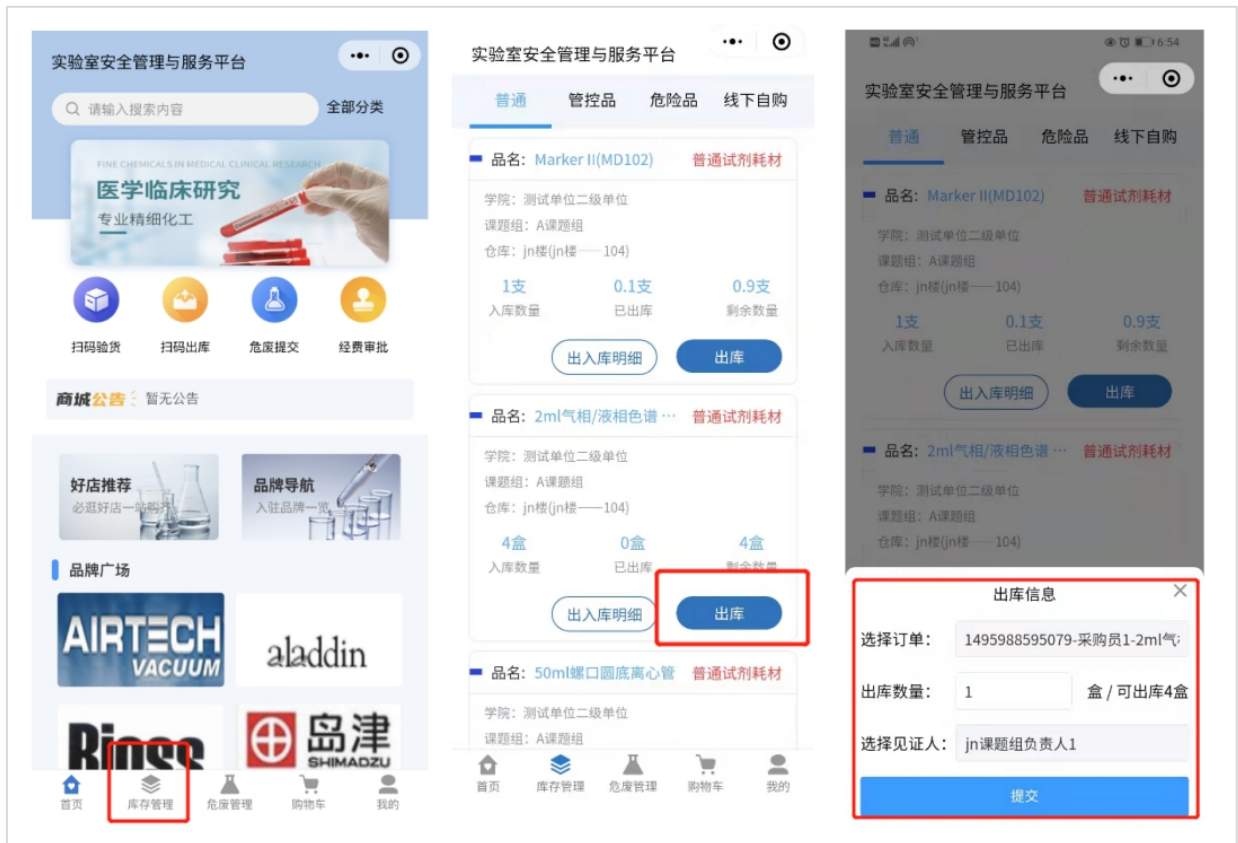 实验室安全管理与服务平台
请输入搜索内容
全部分类
FINE CHEMICALS IN MEDICAL CLINICAL RESEARCH
医学临床研究
专业精细化工
扫码验货
扫码出库
危废提交
经费审批
商城公告
暂无公告
好店推荐
必逛好店一站购齐
品牌导航
入驻品牌一览
品牌广场
AIRTECH
VACUUM
aladdin
岛津
SHIMADZU
首页
库存管理
危废管理
购物车
我的
实验室安全管理与服务平台
普通 管控品 危险品 线下自购
品名：Marker II(MD102) 普通试剂耗材
学院：测试单位二级单位
课题组：A课题组
仓库：jn楼(jn楼——104)
1支 0.1支 0.9支
入库数量 已出库 剩余数量
出入库明细 出库
品名：2ml气相/液相色谱 ··· 普通试剂耗材
学院：测试单位二级单位
课题组：A课题组
仓库：jn楼(jn楼——104)
4盒 0盒 4盒
入库数量 已出库 剩余数量
出入库明细 出库
品名：50ml螺口圆底离心管 普通试剂耗材
学院：测试单位二级单位
课题组：A课题组
首页 库存管理 危废管理 购物车 我的
6:54
实验室安全管理与服务平台
普通 管控品 危险品 线下自购
品名：Marker II(MD102) 普通试剂耗材
学院：测试单位二级单位
课题组：A课题组
仓库：jn楼(jn楼——104)
1支 0.1支 0.9支
入库数量 已出库 剩余数量
出入库明细 出库
品名：2ml气相/液相色谱 ··· 普通试剂耗材
学院：测试单位二级单位
课题组：A课题组
仓库：jn楼(jn楼——104)
出库信息
选择订单： 1495988595079-采购员1-2ml气
出库数量： 1 盒 / 可出库4盒
选择见证人： jn课题组负责人1
提交